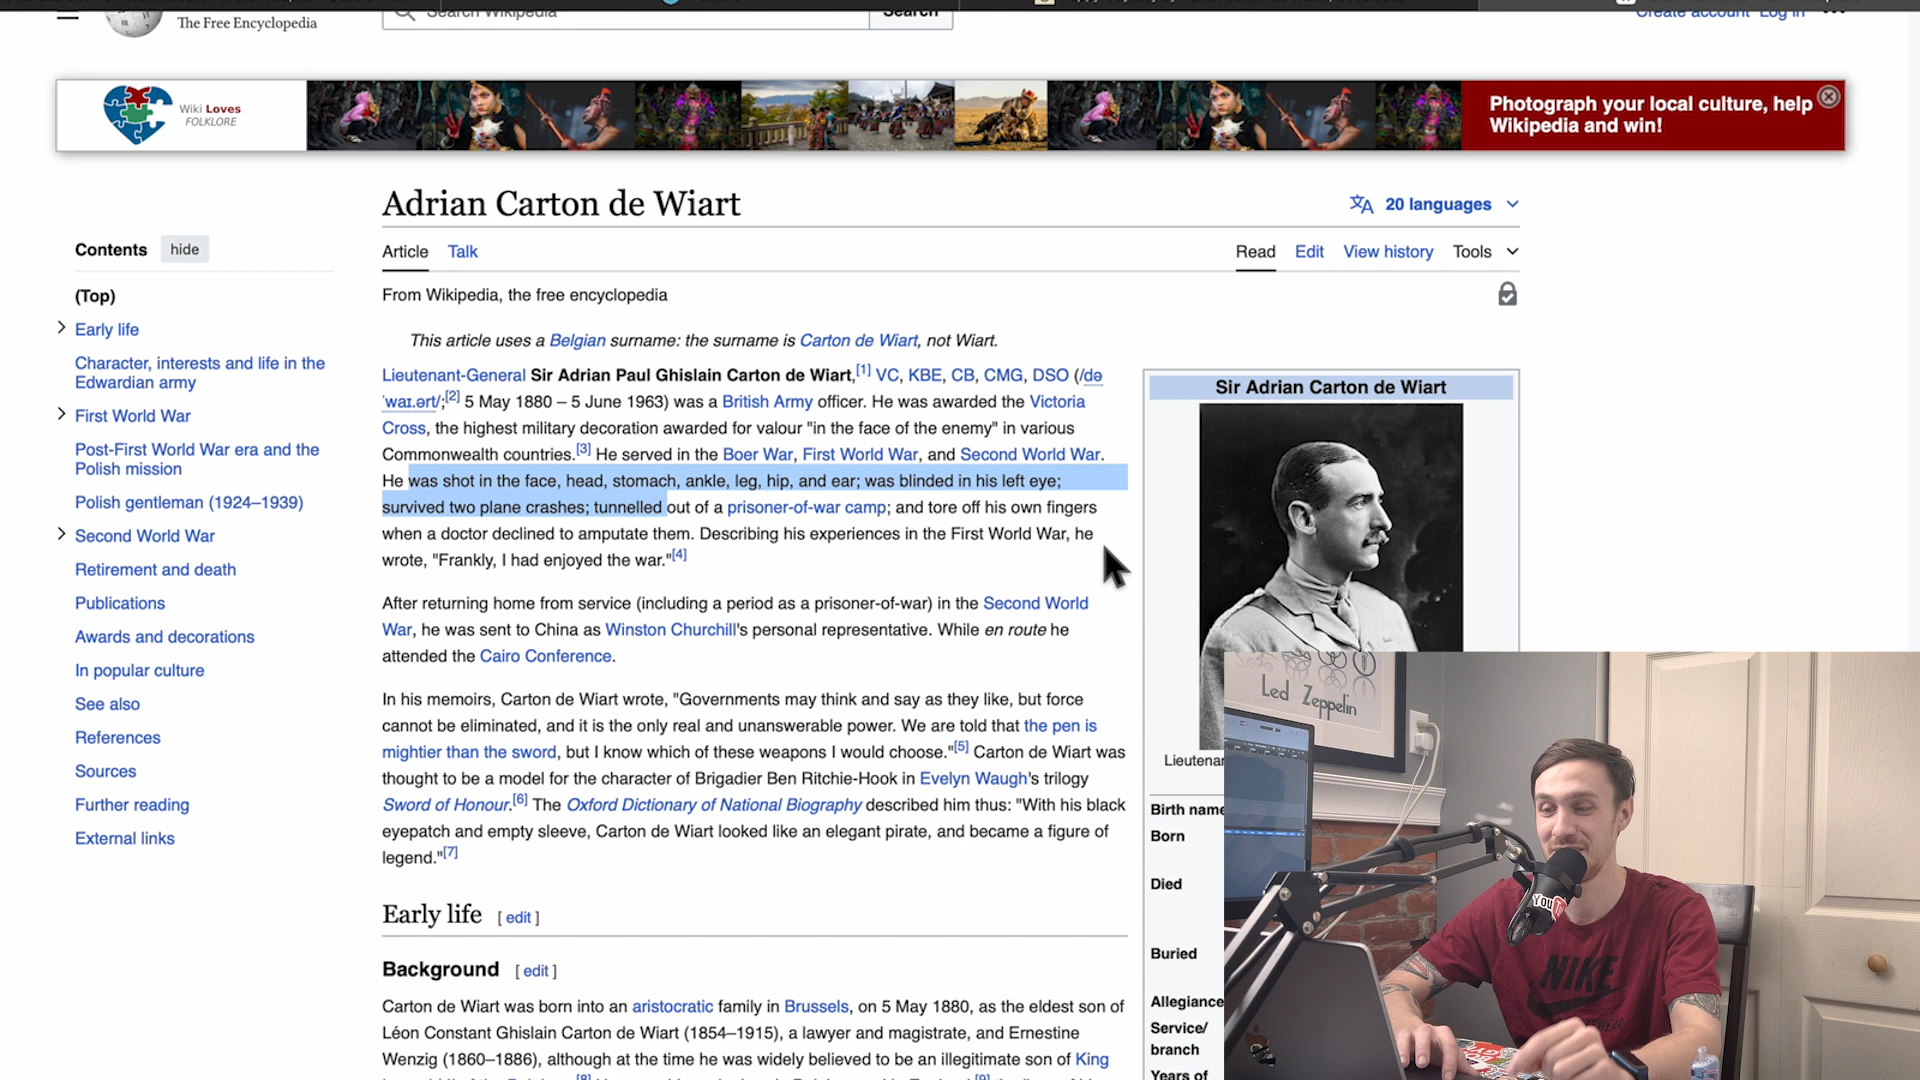 The Free Encyclopedia
Search Wikipedia
Search
Create account Log in
Wiki Loves
FOLKLORE
Photograph your local culture, help
Wikipedia and win!
Adrian Carton de Wiart
20 languages
Contents hide
Article Talk
Read Edit View history Tools
From Wikipedia, the free encyclopedia
(Top)
Early life
Character, interests and life in the
Edwardian army
First World War
Post-First World War era and the
Polish mission
Polish gentleman (1924–1939)
Second World War
Retirement and death
Publications
Awards and decorations
In popular culture
See also
References
Sources
Further reading
External links
This article uses a Belgian surname: the surname is Carton de Wiart, not Wiart.
Lieutenant-General Sir Adrian Paul Ghislain Carton de Wiart,[1] VC, KBE, CB, CMG, DSO (/də
ˈwaɪ.ərt/;[2] 5 May 1880 – 5 June 1963) was a British Army officer. He was awarded the Victoria
Cross, the highest military decoration awarded for valour "in the face of the enemy" in various
Commonwealth countries.[3] He served in the Boer War, First World War, and Second World War.
He was shot in the face, head, stomach, ankle, leg, hip, and ear; was blinded in his left eye;
survived two plane crashes; tunnelled out of a prisoner-of-war camp; and tore off his own fingers
when a doctor declined to amputate them. Describing his experiences in the First World War, he
wrote, "Frankly, I had enjoyed the war."[4]
After returning home from service (including a period as a prisoner-of-war) in the Second World
War, he was sent to China as Winston Churchill's personal representative. While en route he
attended the Cairo Conference.
In his memoirs, Carton de Wiart wrote, "Governments may think and say as they like, but force
cannot be eliminated, and it is the only real and unanswerable power. We are told that the pen is
mightier than the sword, but I know which of these weapons I would choose."[5] Carton de Wiart was
thought to be a model for the character of Brigadier Ben Ritchie-Hook in Evelyn Waugh's trilogy
Sword of Honour.[6] The Oxford Dictionary of National Biography described him thus: "With his black
eyepatch and empty sleeve, Carton de Wiart looked like an elegant pirate, and became a figure of
legend."[7]
Early life [ edit ]
Background [ edit ]
Carton de Wiart was born into an aristocratic family in Brussels, on 5 May 1880, as the eldest son of
Léon Constant Ghislain Carton de Wiart (1854–1915), a lawyer and magistrate, and Ernestine
Wenzig (1860–1886), although at the time he was widely believed to be an illegitimate son of King
Sir Adrian Carton de Wiart
Birth name
Born
Died
Buried
Allegiance
Service/
branch
Years of
Led Zeppelin
NIKE